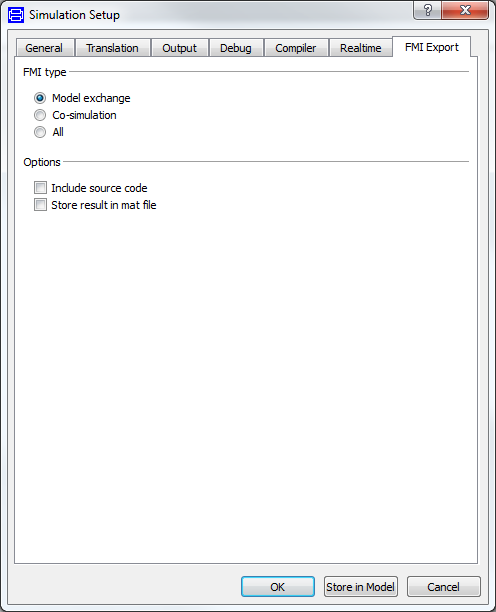 Simulation Setup
General Translation Output Debug Compiler Realtime FMI Export
FMI type
Model exchange
Co-simulation
All
Options
Include source code
Store result in mat file
OK Store in Model Cancel